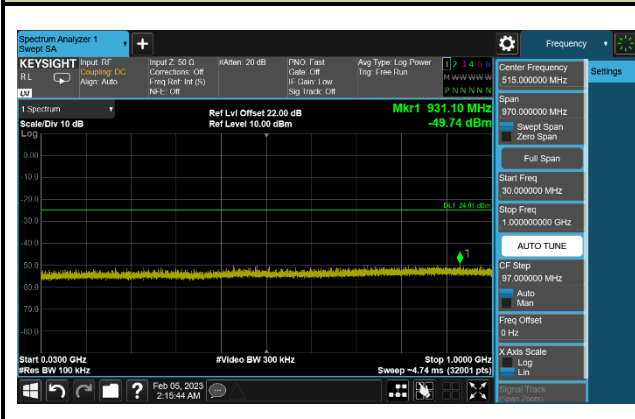 Spectrum Analyzer 1
Swept SA
Frequency
KEYSIGHT
RL
Input: RF
Coupling: DC
Align: Auto
Input Z: 50 Ω
Corrections: Off
Freq Ref: Int (S)
NFE: Off
#Atten: 20 dB
PNO: Fast
Gate: Off
IF Gain: Low
Sig Track: Off
Avg Type: Log-Power
Trig: Free Run
1 2 3 4 5 6
M W W W W W
P N N N N N
1 Spectrum
Scale/Div 10 dB
Log
Ref Lvl Offset 22.00 dB
Ref Level 10.00 dBm
Mkr1 931.10 MHz
-49.74 dBm
0.00
-10.0
-20.0
-30.0
-40.0
-50.0
-60.0
-70.0
-80.0
DL1 -24.91 dBm
1
Start 0.0300 GHz
#Res BW 100 kHz
#Video BW 300 kHz
Stop 1.0000 GHz
Sweep ~4.74 ms (32001 pts)
Feb 05, 2023
2:15:44 AM
Center Frequency
515.000000 MHz
Settings
Span
970.000000 MHz
Swept Span
Zero Span
Full Span
Start Freq
30.000000 MHz
Stop Freq
1.000000000 GHz
AUTO TUNE
CF Step
97.000000 MHz
Auto
Man
Freq Offset
0 Hz
X Axis Scale
Log
Lin
Signal Track
(Span Zoom)